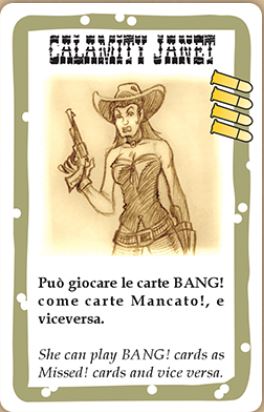 CALAMITY JANET
Può giocare le carte BANG!
come carte Mancato!, e
viceversa.
She can play BANG! cards as
Missed! cards and vice versa.